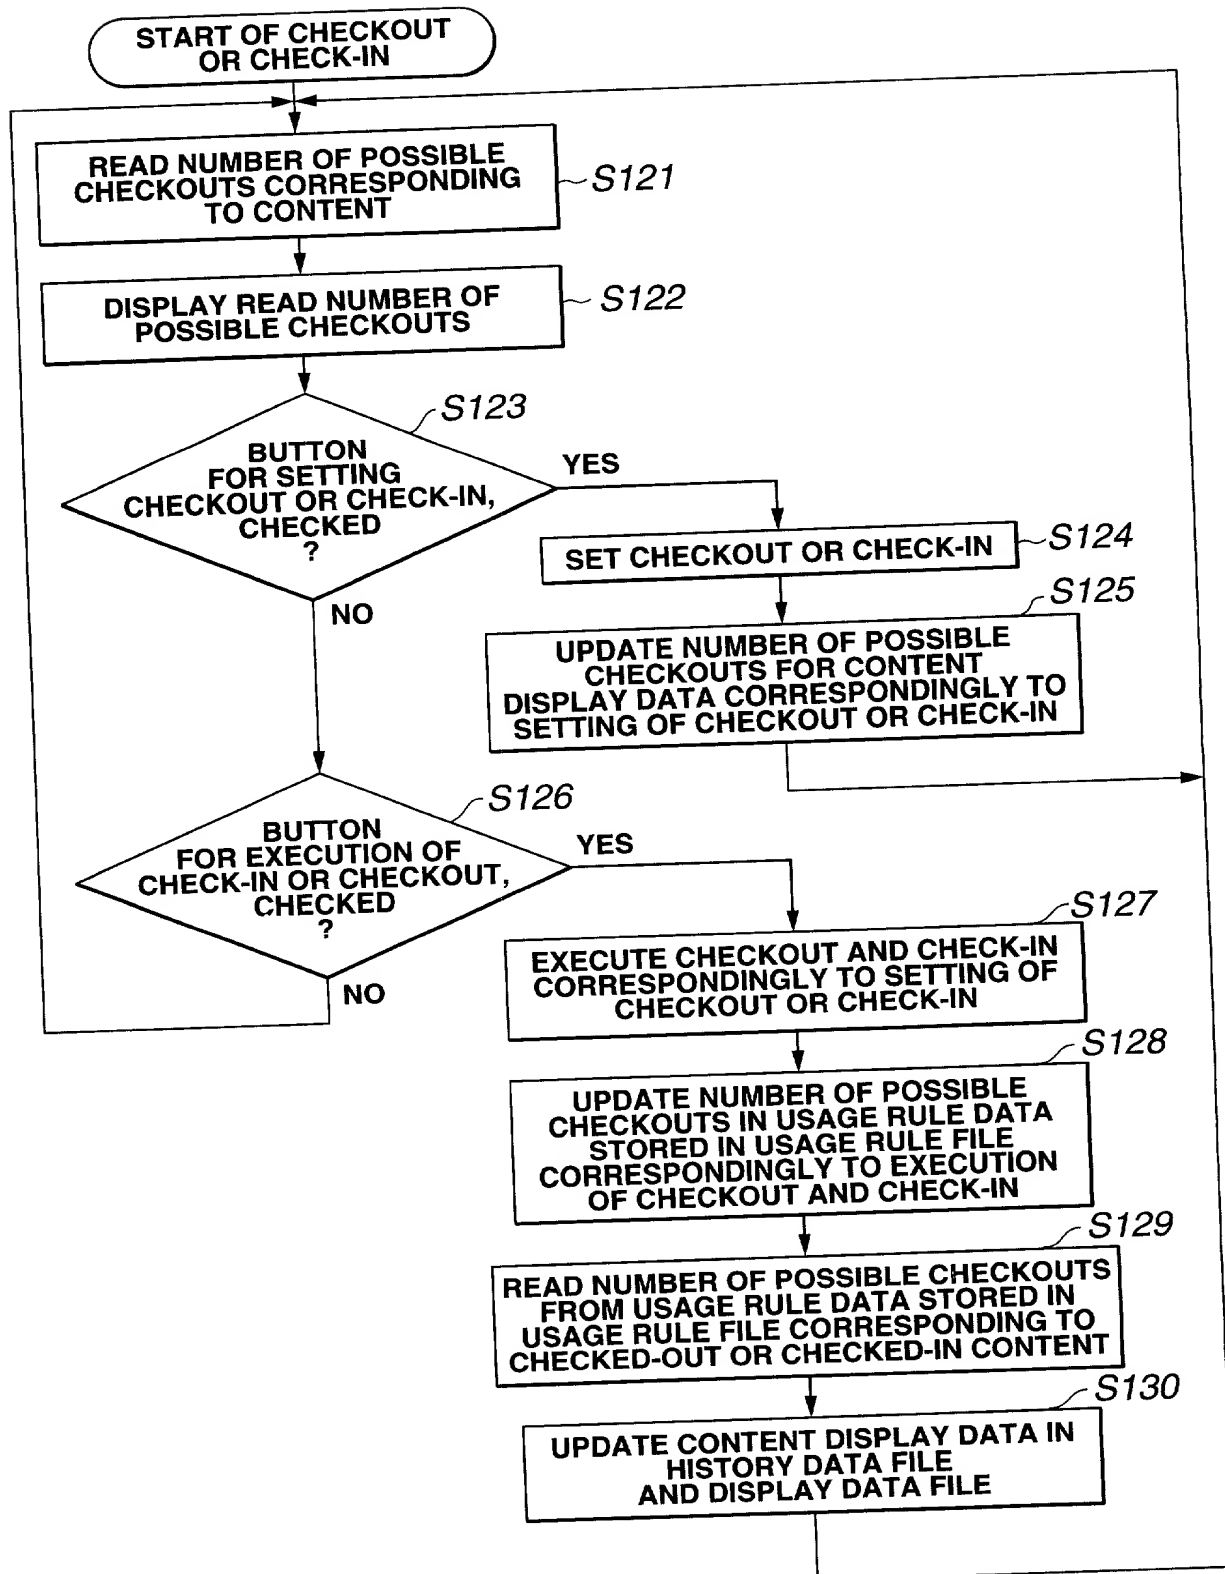 START OF CHECKOUT
OR CHECK-IN
READ NUMBER OF POSSIBLE
CHECKOUTS CORRESPONDING
TO CONTENT
S121
DISPLAY READ NUMBER OF
POSSIBLE CHECKOUTS
S122
S123
BUTTON
FOR SETTING
CHECKOUT OR CHECK-IN,
CHECKED
?
YES
NO
SET CHECKOUT OR CHECK-IN
S124
S125
UPDATE NUMBER OF POSSIBLE
CHECKOUTS FOR CONTENT
DISPLAY DATA CORRESPONDINGLY TO
SETTING OF CHECKOUT OR CHECK-IN
S126
BUTTON
FOR EXECUTION OF
CHECK-IN OR CHECKOUT,
CHECKED
?
YES
NO
S127
EXECUTE CHECKOUT AND CHECK-IN
CORRESPONDINGLY TO SETTING OF
CHECKOUT OR CHECK-IN
S128
UPDATE NUMBER OF POSSIBLE
CHECKOUTS IN USAGE RULE DATA
STORED IN USAGE RULE FILE
CORRESPONDINGLY TO EXECUTION
OF CHECKOUT AND CHECK-IN
S129
READ NUMBER OF POSSIBLE CHECKOUTS
FROM USAGE RULE DATA STORED IN
USAGE RULE FILE CORRESPONDING TO
CHECKED-OUT OR CHECKED-IN CONTENT
S130
UPDATE CONTENT DISPLAY DATA IN
HISTORY DATA FILE
AND DISPLAY DATA FILE